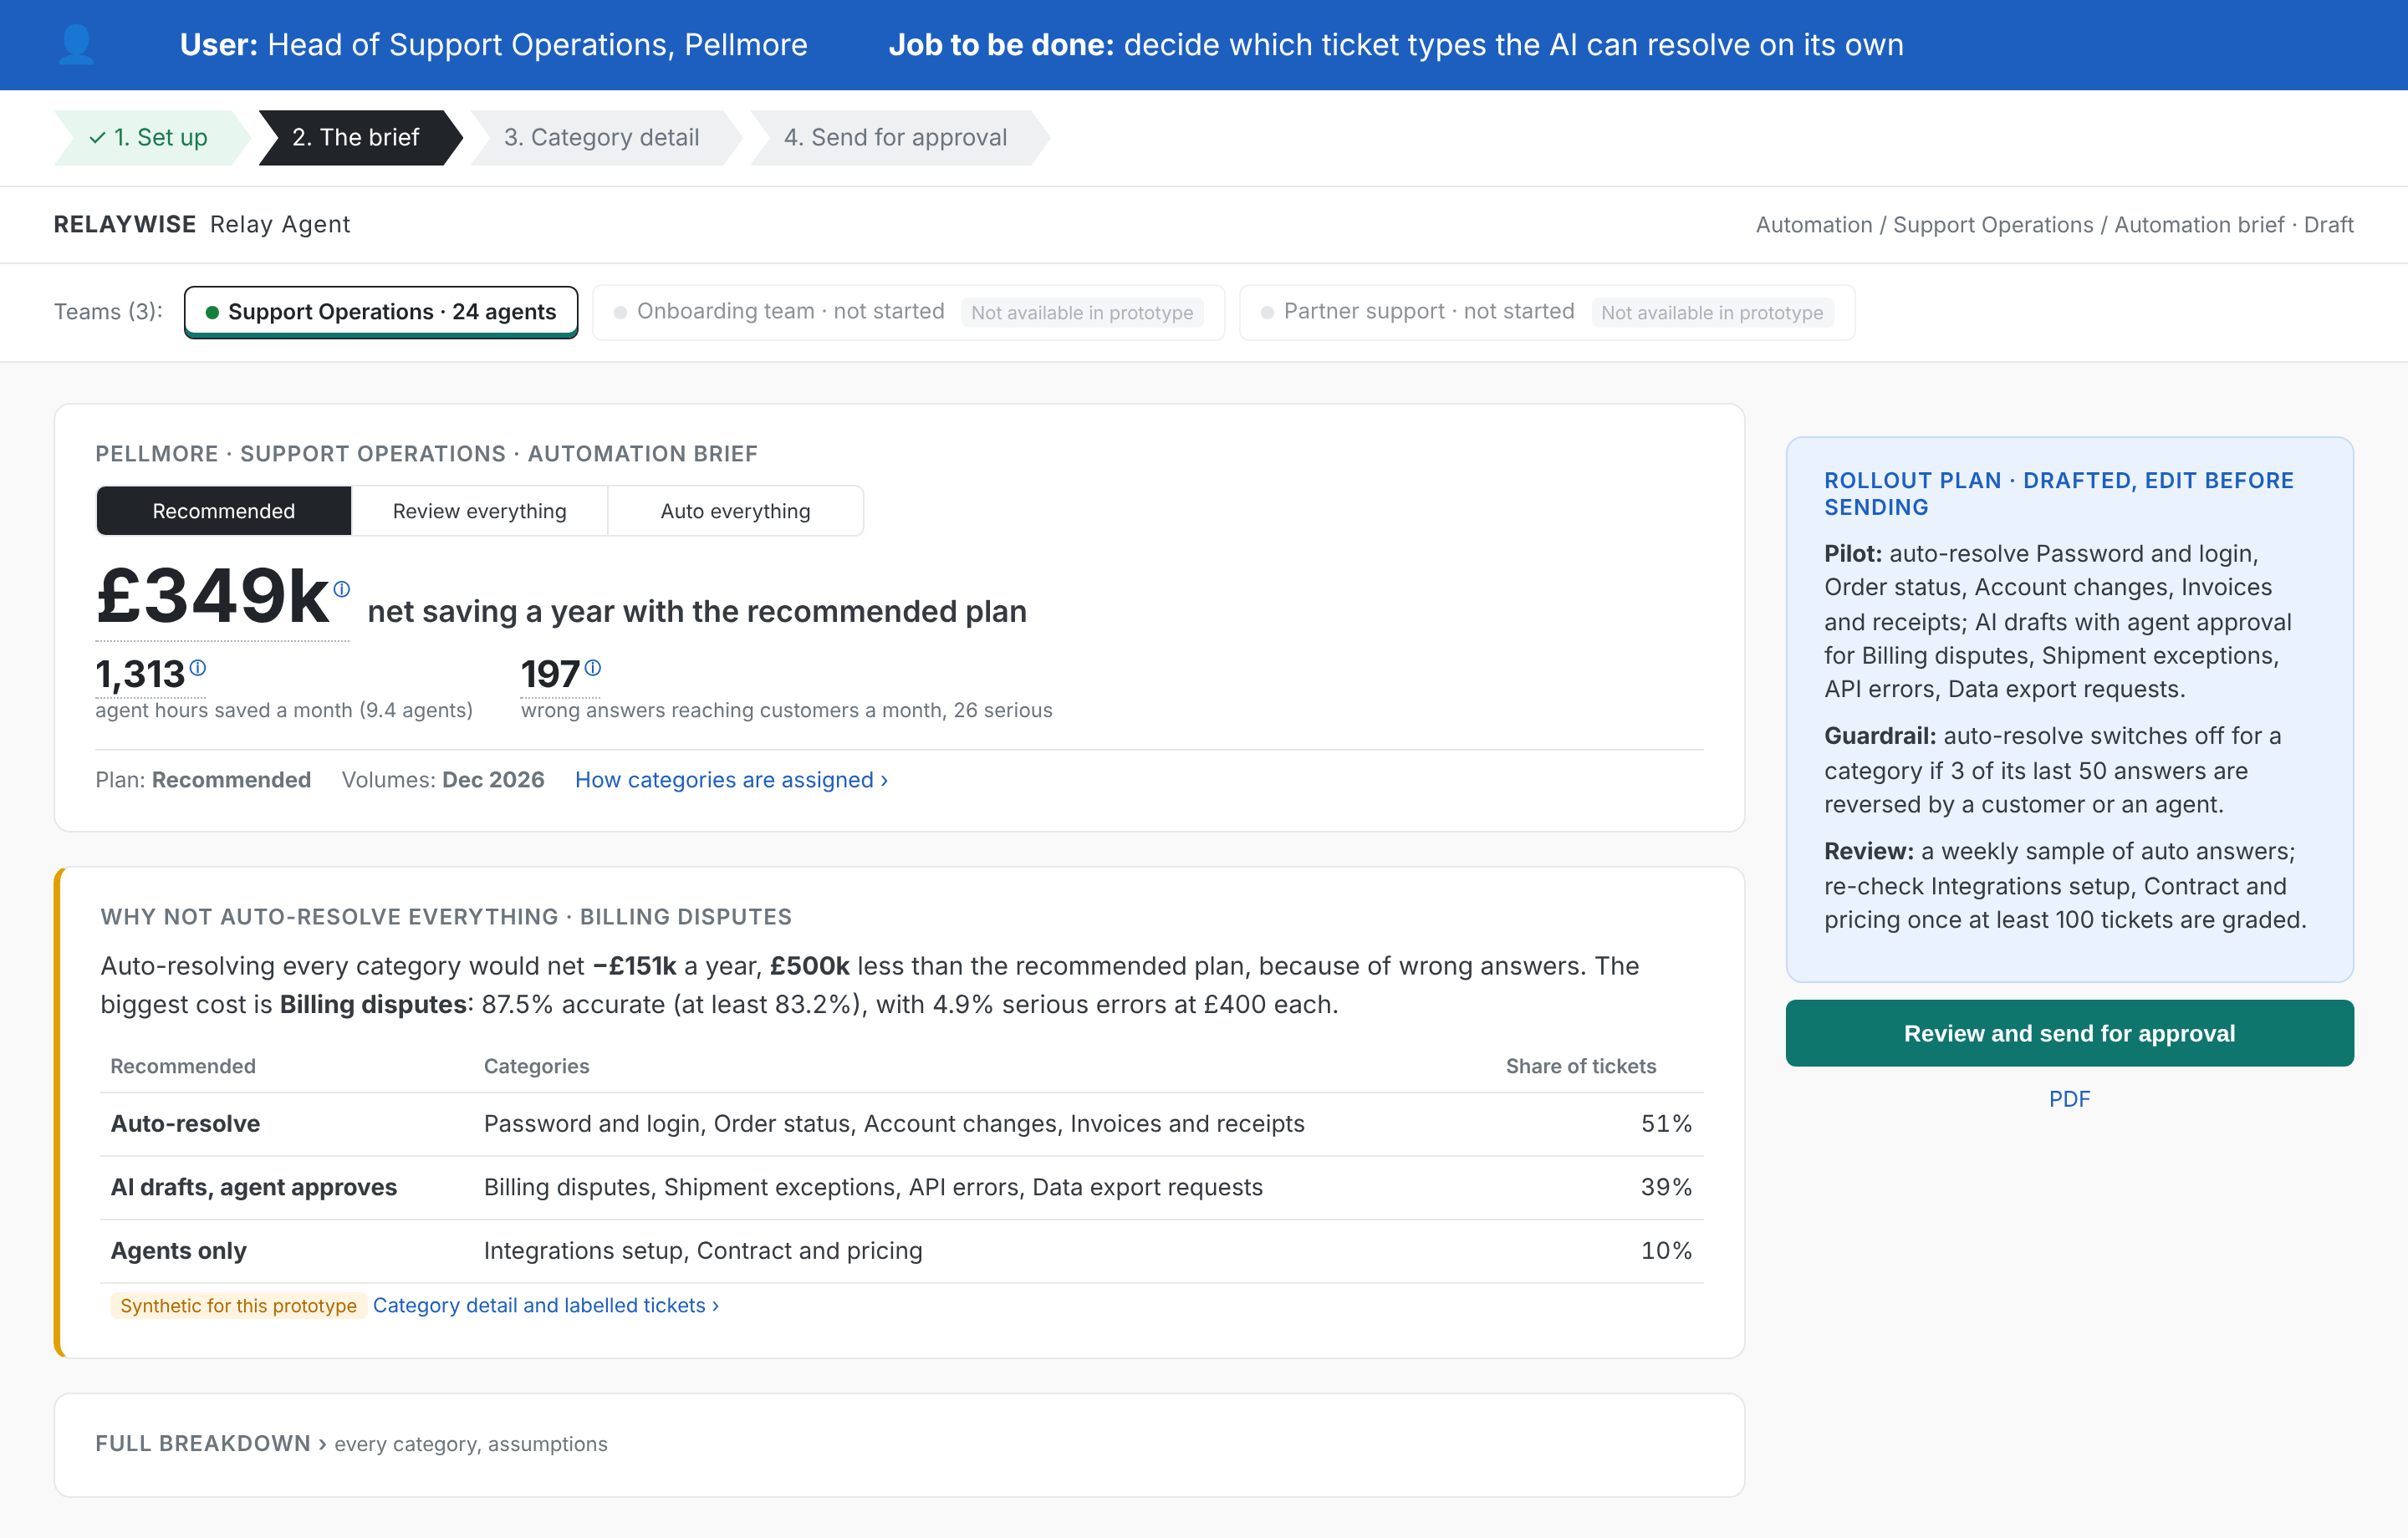 User: Head of Support Operations, Pellmore
Job to be done: decide which ticket types the AI can resolve on its own
✓ 1. Set up
2. The brief
3. Category detail
4. Send for approval
RELAYWISE Relay Agent
Automation / Support Operations / Automation brief · Draft
Teams (3):
Support Operations · 24 agents
Onboarding team · not started Not available in prototype
Partner support · not started Not available in prototype
PELLMORE · SUPPORT OPERATIONS · AUTOMATION BRIEF
Recommended
Review everything
Auto everything
£349k ⓘ net saving a year with the recommended plan
1,313 ⓘ
agent hours saved a month (9.4 agents)
197 ⓘ
wrong answers reaching customers a month, 26 serious
Plan: Recommended Volumes: Dec 2026 How categories are assigned ›
WHY NOT AUTO-RESOLVE EVERYTHING · BILLING DISPUTES
Auto-resolving every category would net −£151k a year, £500k less than the recommended plan, because of wrong answers. The
biggest cost is Billing disputes: 87.5% accurate (at least 83.2%), with 4.9% serious errors at £400 each.
Recommended Categories Share of tickets
Auto-resolve Password and login, Order status, Account changes, Invoices and receipts 51%
AI drafts, agent approves Billing disputes, Shipment exceptions, API errors, Data export requests 39%
Agents only Integrations setup, Contract and pricing 10%
Synthetic for this prototype Category detail and labelled tickets ›
FULL BREAKDOWN › every category, assumptions
ROLLOUT PLAN · DRAFTED, EDIT BEFORE
SENDING
Pilot: auto-resolve Password and login,
Order status, Account changes, Invoices
and receipts; AI drafts with agent approval
for Billing disputes, Shipment exceptions,
API errors, Data export requests.
Guardrail: auto-resolve switches off for a
category if 3 of its last 50 answers are
reversed by a customer or an agent.
Review: a weekly sample of auto answers;
re-check Integrations setup, Contract and
pricing once at least 100 tickets are graded.
Review and send for approval
PDF